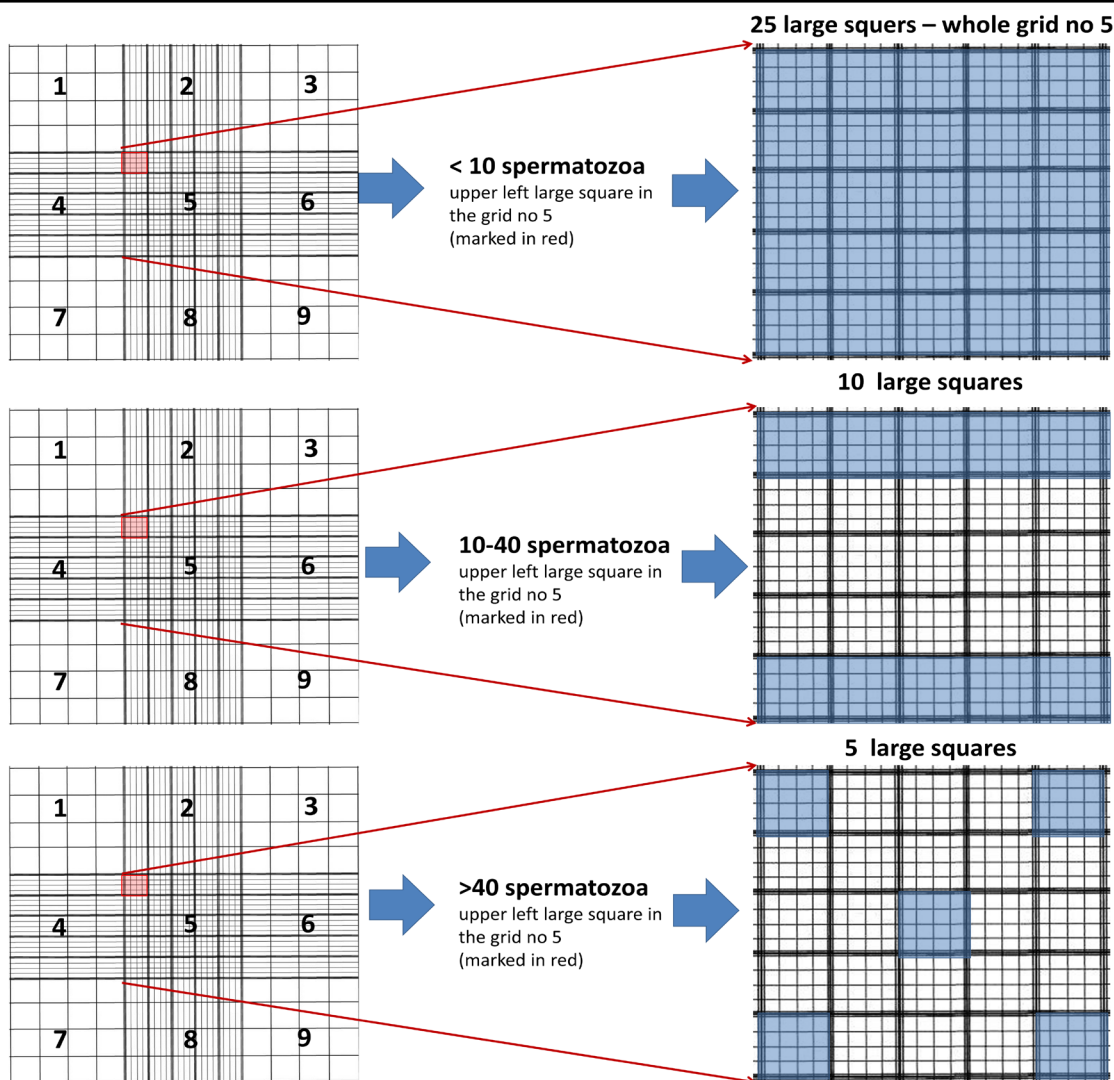 25 large squers – whole grid no 5
1 2 3
4 5 6
7 8 9
< 10 spermatozoa
upper left large square in
the grid no 5
(marked in red)
10 large squares
1 2 3
4 5 6
7 8 9
10-40 spermatozoa
upper left large square in
the grid no 5
(marked in red)
5 large squares
1 2 3
4 5 6
7 8 9
>40 spermatozoa
upper left large square in
the grid no 5
(marked in red)